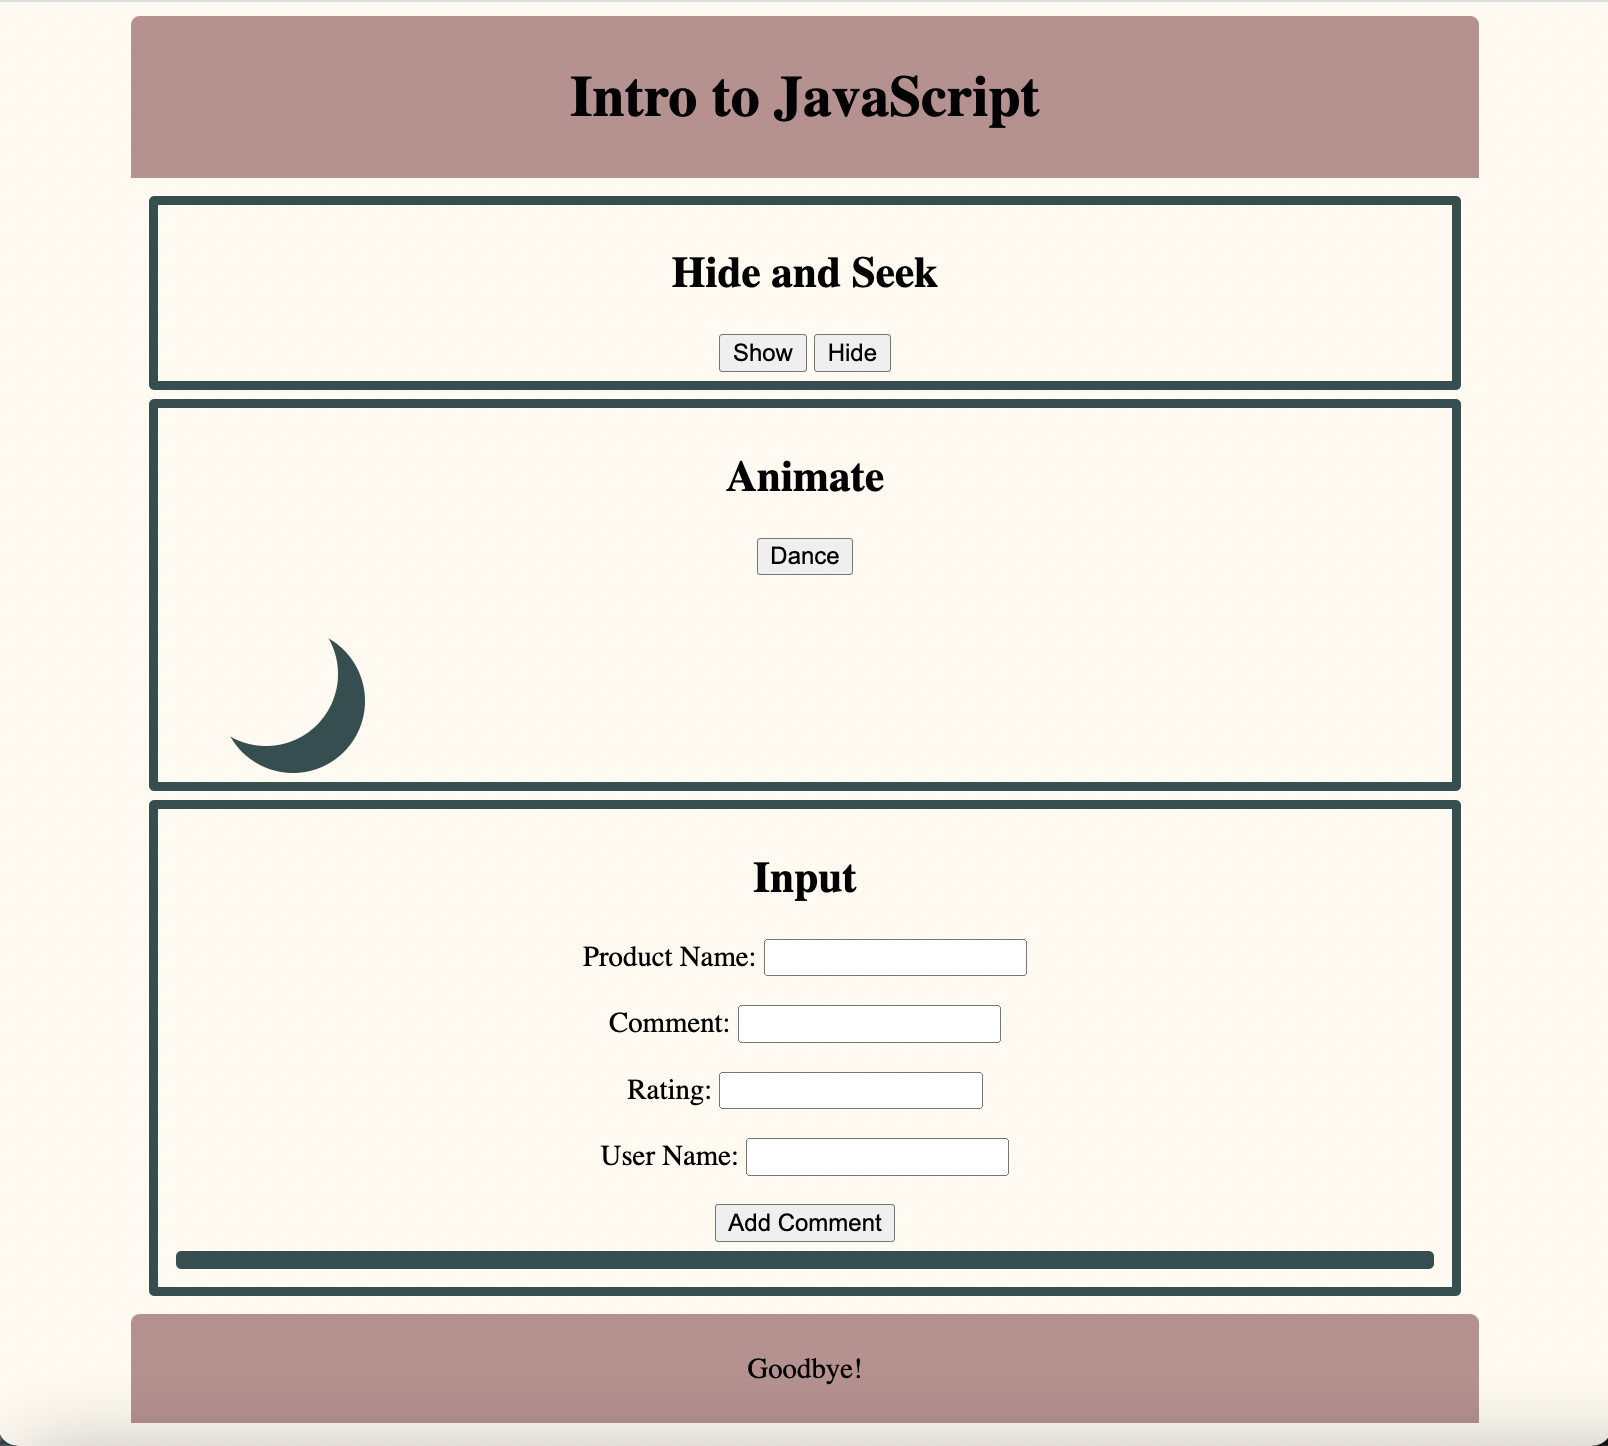 Intro to JavaScript
Hide and Seek
Show Hide
Animate
Dance
Input
Product Name:
Comment:
Rating:
User Name:
Add Comment
Goodbye!